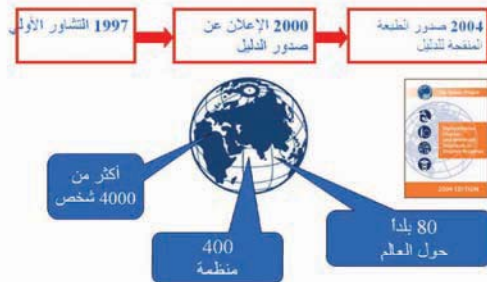 1997 التشاور الأولي
2000 الإعلان عن
صدور الدليل
2004 صدور الطبعة
المنقحة للدليل
أكثر من
4000 شخص
400
منظمة
80 بلداً
حول العالم
2004 EDITION